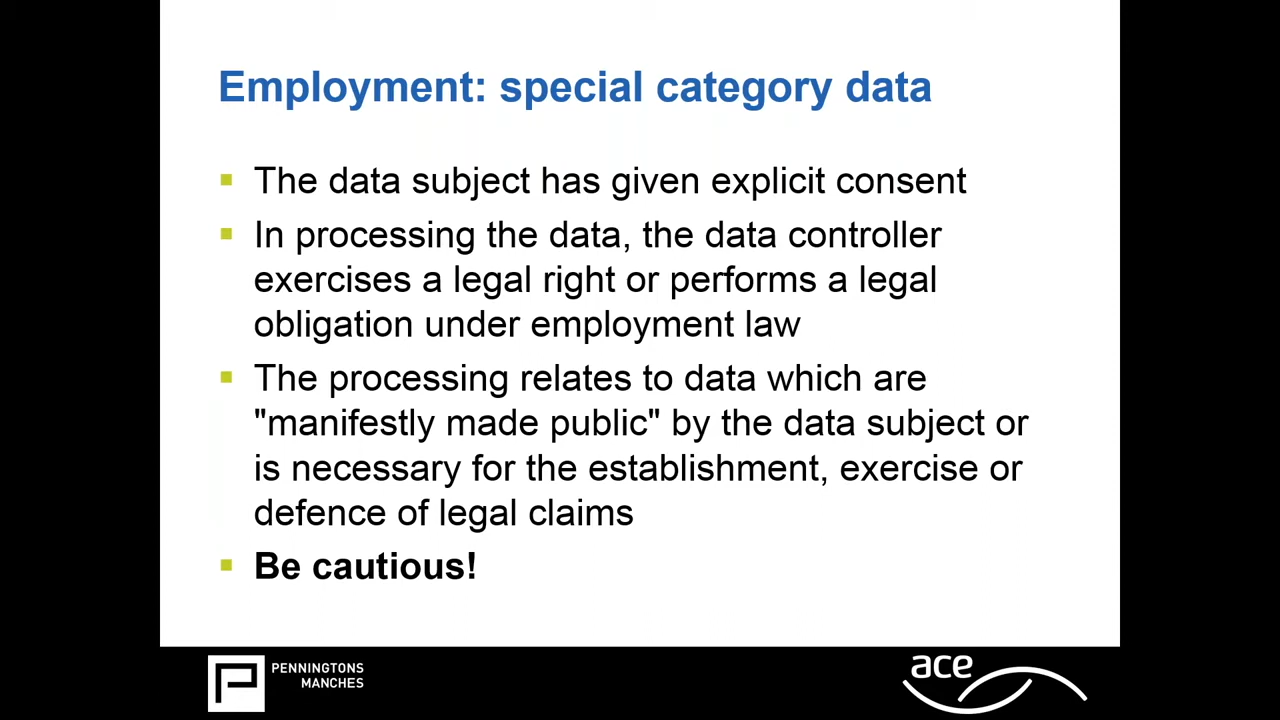 Employment: special category data
The data subject has given explicit consent
In processing the data, the data controller
exercises a legal right or performs a legal
obligation under employment law
The processing relates to data which are
"manifestly made public" by the data subject or
is necessary for the establishment, exercise or
defence of legal claims
Be cautious!
PENNINGTONS
MANCHES
ace